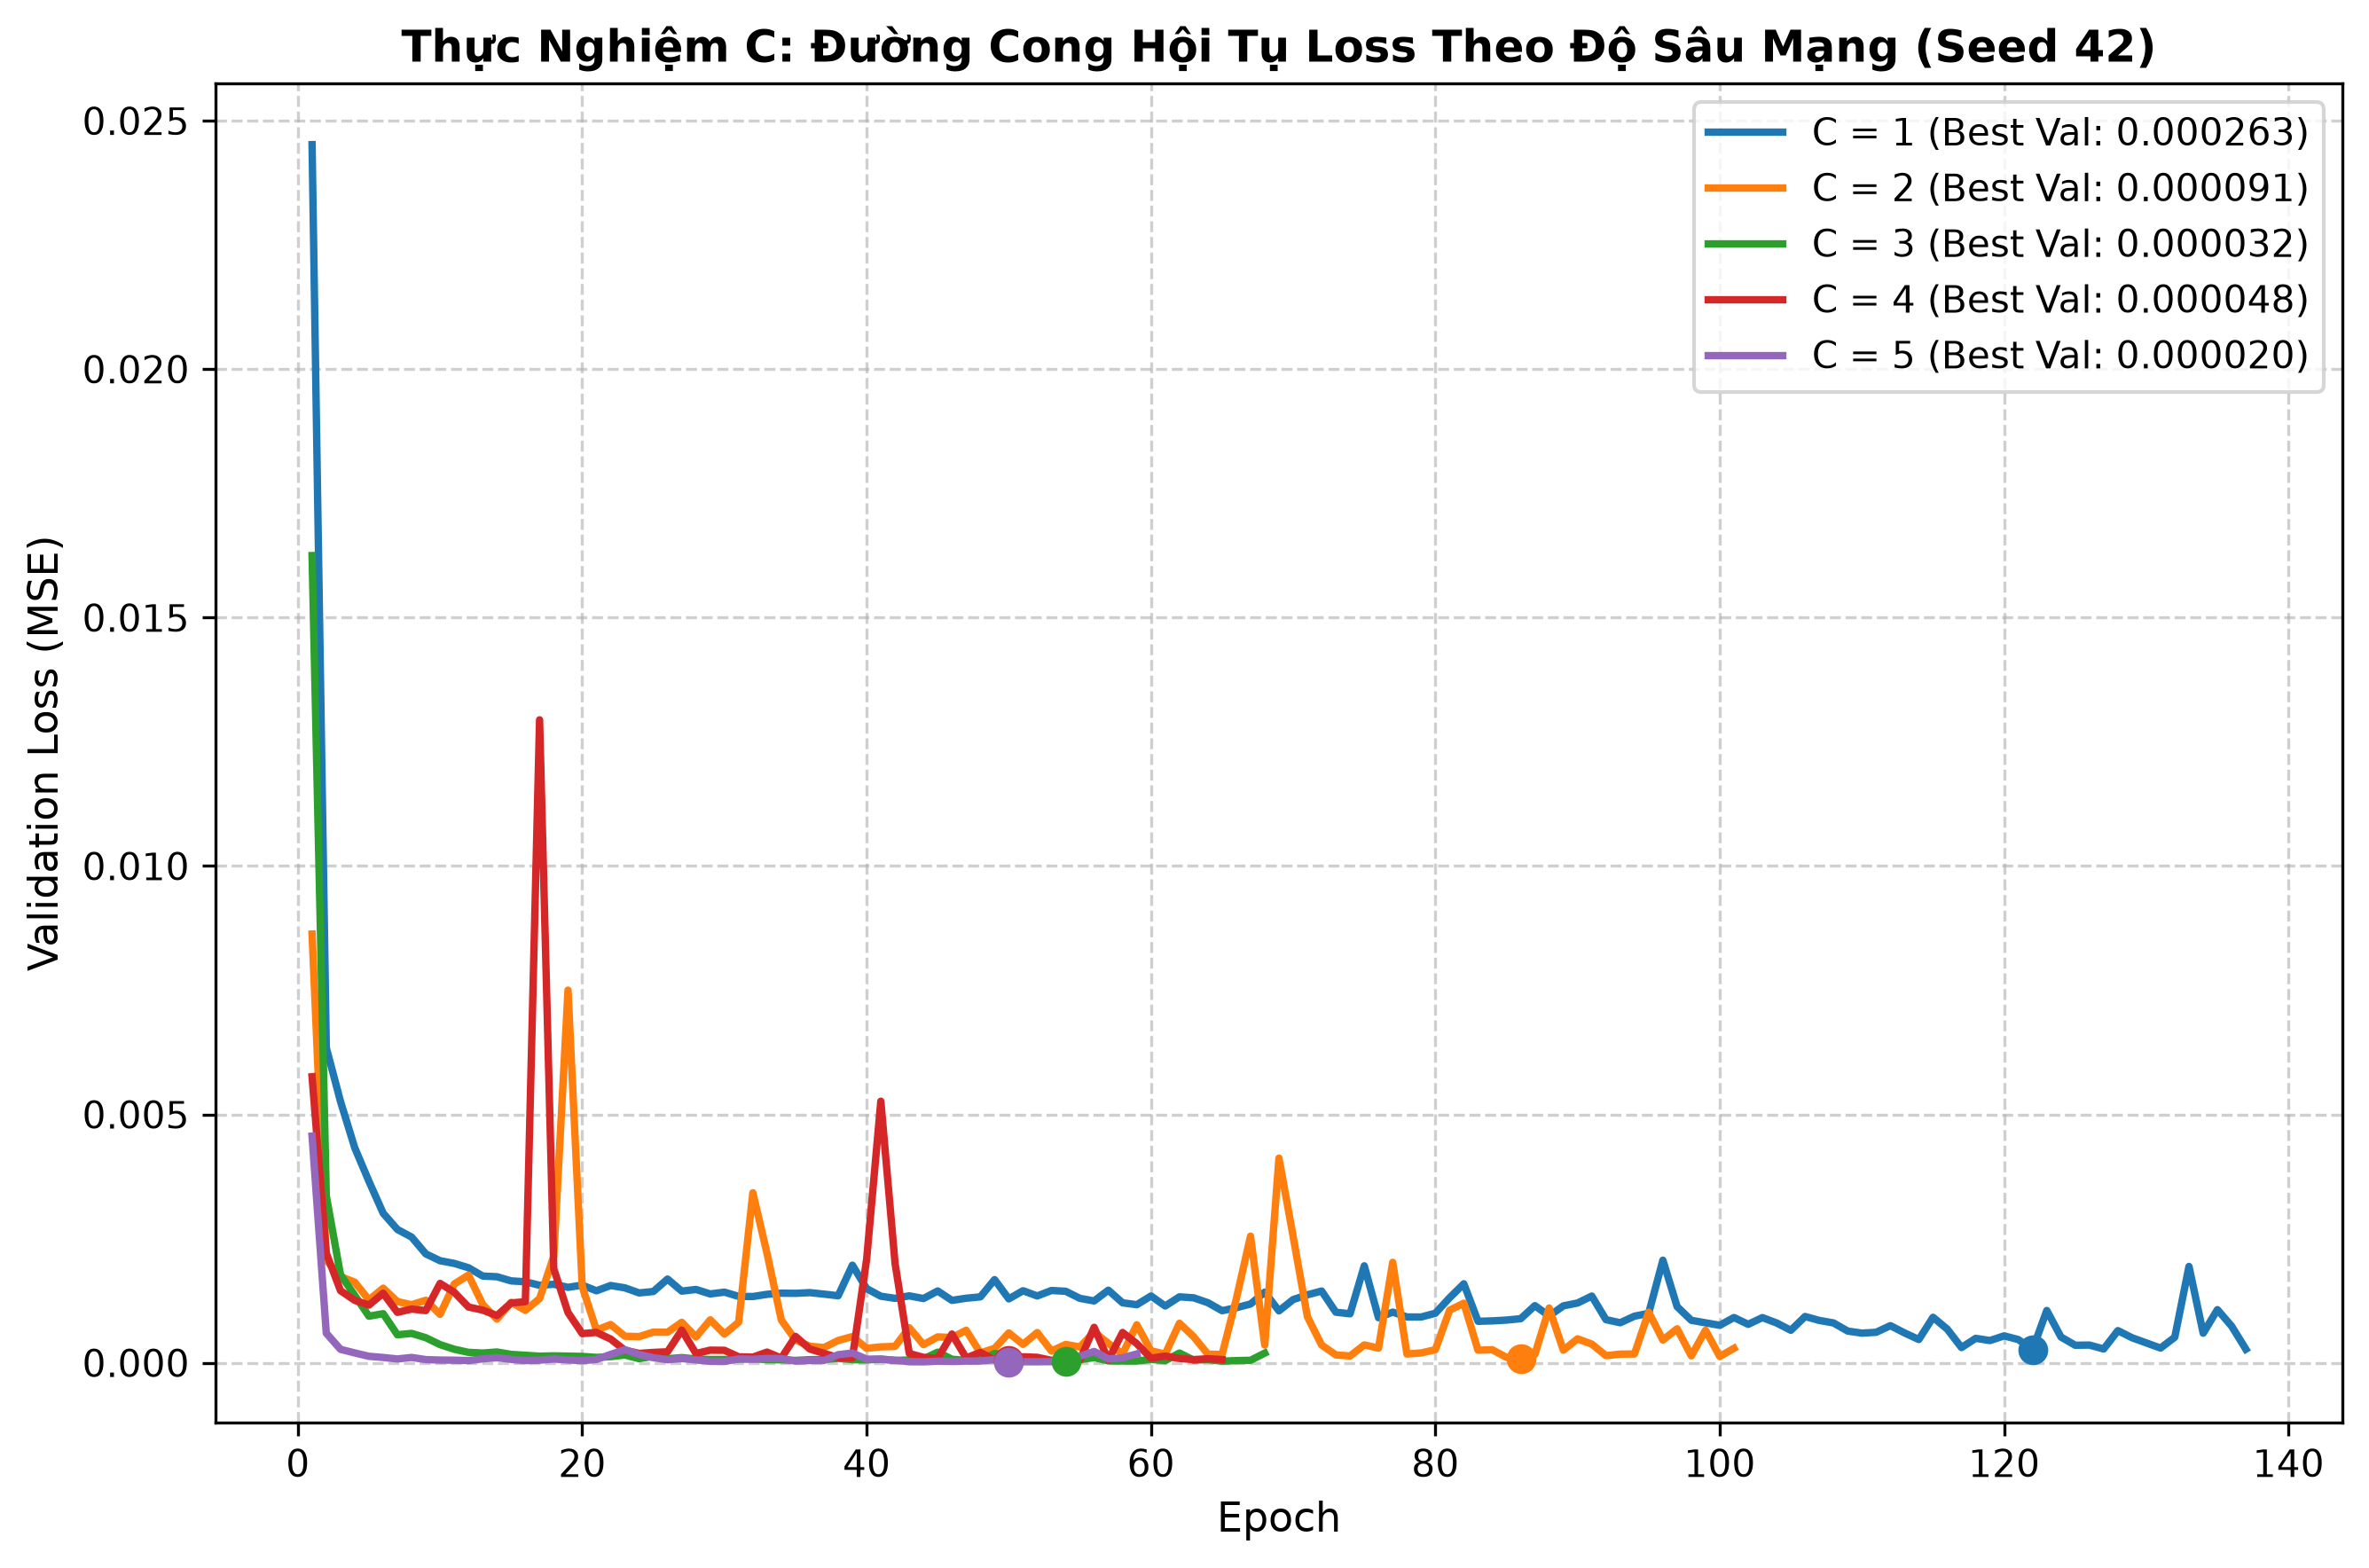 Thực Nghiệm C: Đường Cong Hội Tụ Loss Theo Độ Sâu Mạng (Seed 42)
C = 1 (Best Val: 0.000263)
C = 2 (Best Val: 0.000091)
C = 3 (Best Val: 0.000032)
C = 4 (Best Val: 0.000048)
C = 5 (Best Val: 0.000020)
Validation Loss (MSE)
0.025
0.020
0.015
0.010
0.005
0.000
0 20 40 60 80 100 120 140
Epoch